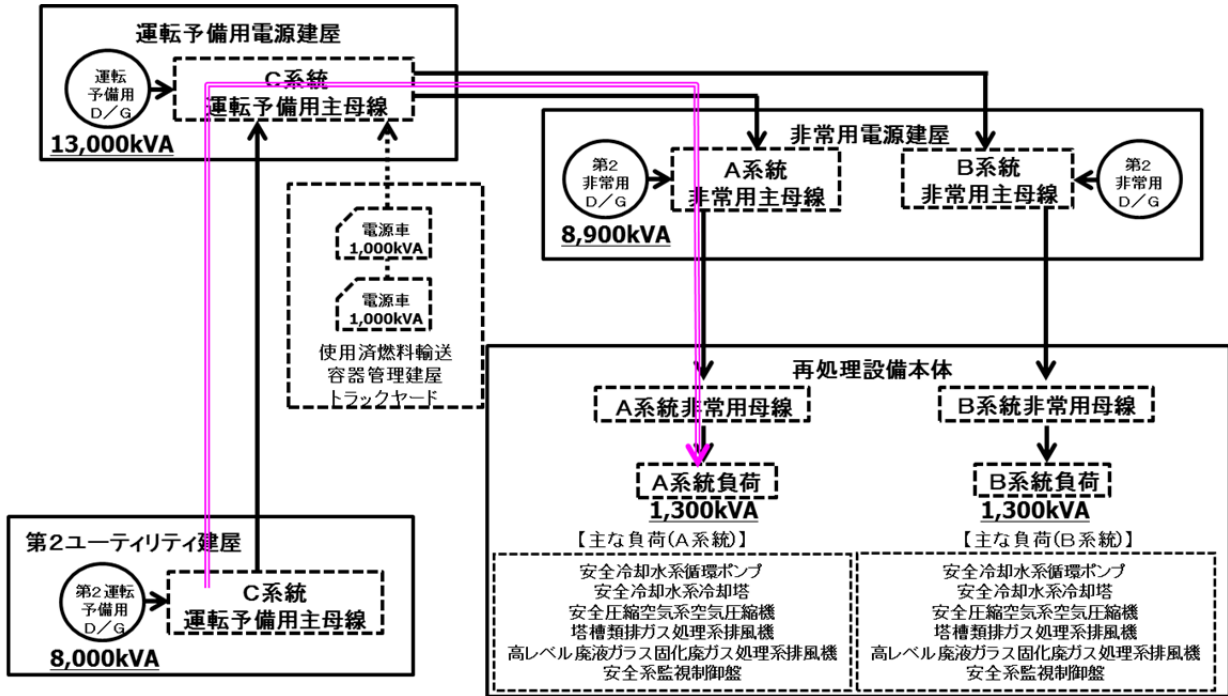 運転予備用電源建屋
運転
予備用
D/G
13,000kVA
C系統
運転予備用主母線
非常用電源建屋
第2
非常用
D/G
8,900kVA
A系統
非常用主母線
B系統
非常用主母線
第2
非常用
D/G
電源車
1,000kVA
電源車
1,000kVA
使用済燃料輸送
容器管理建屋
トラックヤード
再処理設備本体
A系統非常用母線
B系統非常用母線
A系統負荷
1,300kVA
B系統負荷
1,300kVA
【主な負荷(A系統)】
安全冷却水系循環ポンプ
安全冷却水系冷却塔
安全圧縮空気系空気圧縮機
塔槽類排ガス処理系排風機
高レベル廃液ガラス固化廃ガス処理系排風機
安全系監視制御盤
【主な負荷(B系統)】
安全冷却水系循環ポンプ
安全冷却水系冷却塔
安全圧縮空気系空気圧縮機
塔槽類排ガス処理系排風機
高レベル廃液ガラス固化廃ガス処理系排風機
安全系監視制御盤
第2ユーティリティ建屋
第2運転
予備用
D/G
8,000kVA
C系統
運転予備用主母線